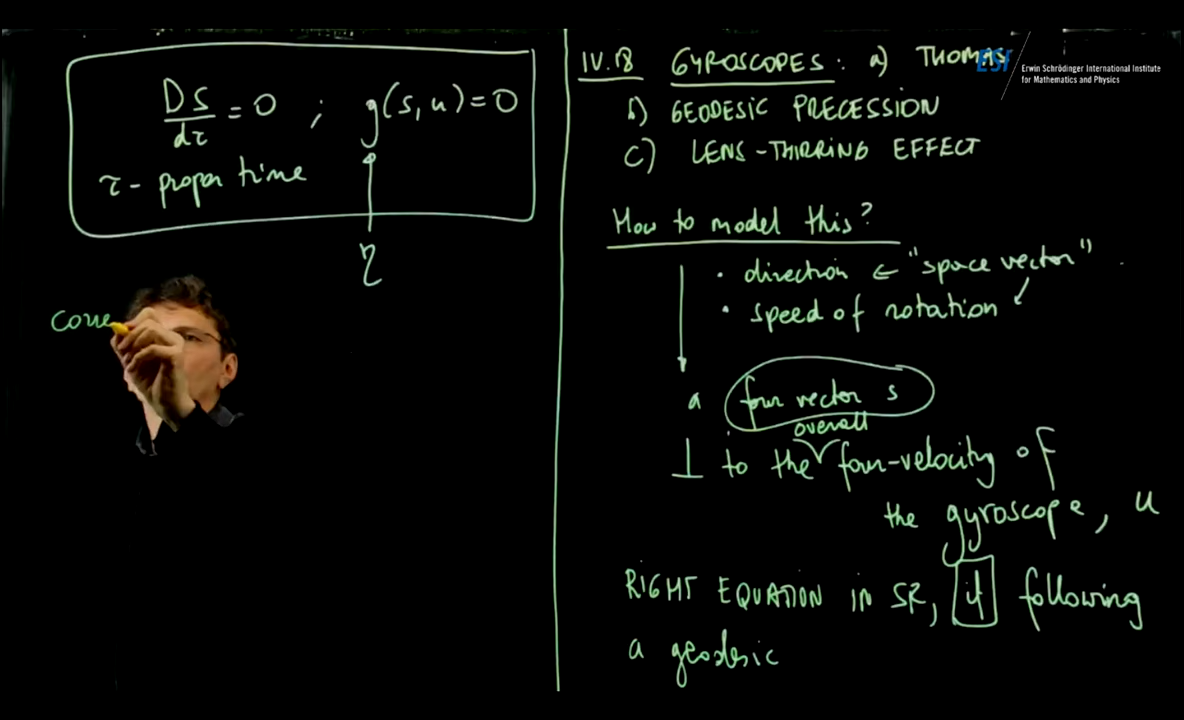 Ds/dτ = 0 ; g(s, u) = 0
τ - proper time
η
IV.18 GYROSCOPES: a) THOMAS
b) GEODESIC PRECESSION
c) LENS-THIRRING EFFECT
How to model this?
• direction ∈ "space vector"
• speed of rotation
a four vector s
overall
⊥ to the four-velocity of
the gyroscope, u
RIGHT EQUATION IN SR, if following
a geodesic
ESI
Erwin Schrödinger International Institute
for Mathematics and Physics